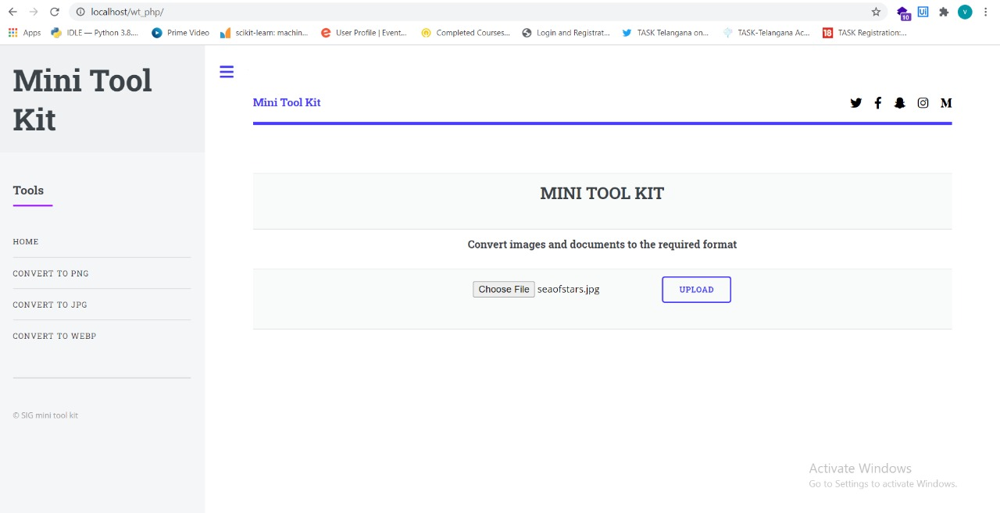 localhost/wt_php/
10
Ui
V
Apps IDLE — Python 3.8.... Prime Video scikit-learn: machin... User Profile | Event... Completed Courses... Login and Registrat... TASK Telangana on... TASK-Telangana Ac... 18 TASK Registration:...
Mini Tool
Kit
Tools
HOME
CONVERT TO PNG
CONVERT TO JPG
CONVERT TO WEBP
© SIG mini tool kit
Mini Tool Kit
M
MINI TOOL KIT
Convert images and documents to the required format
Choose File seaofstars.jpg UPLOAD
Activate Windows
Go to Settings to activate Windows.